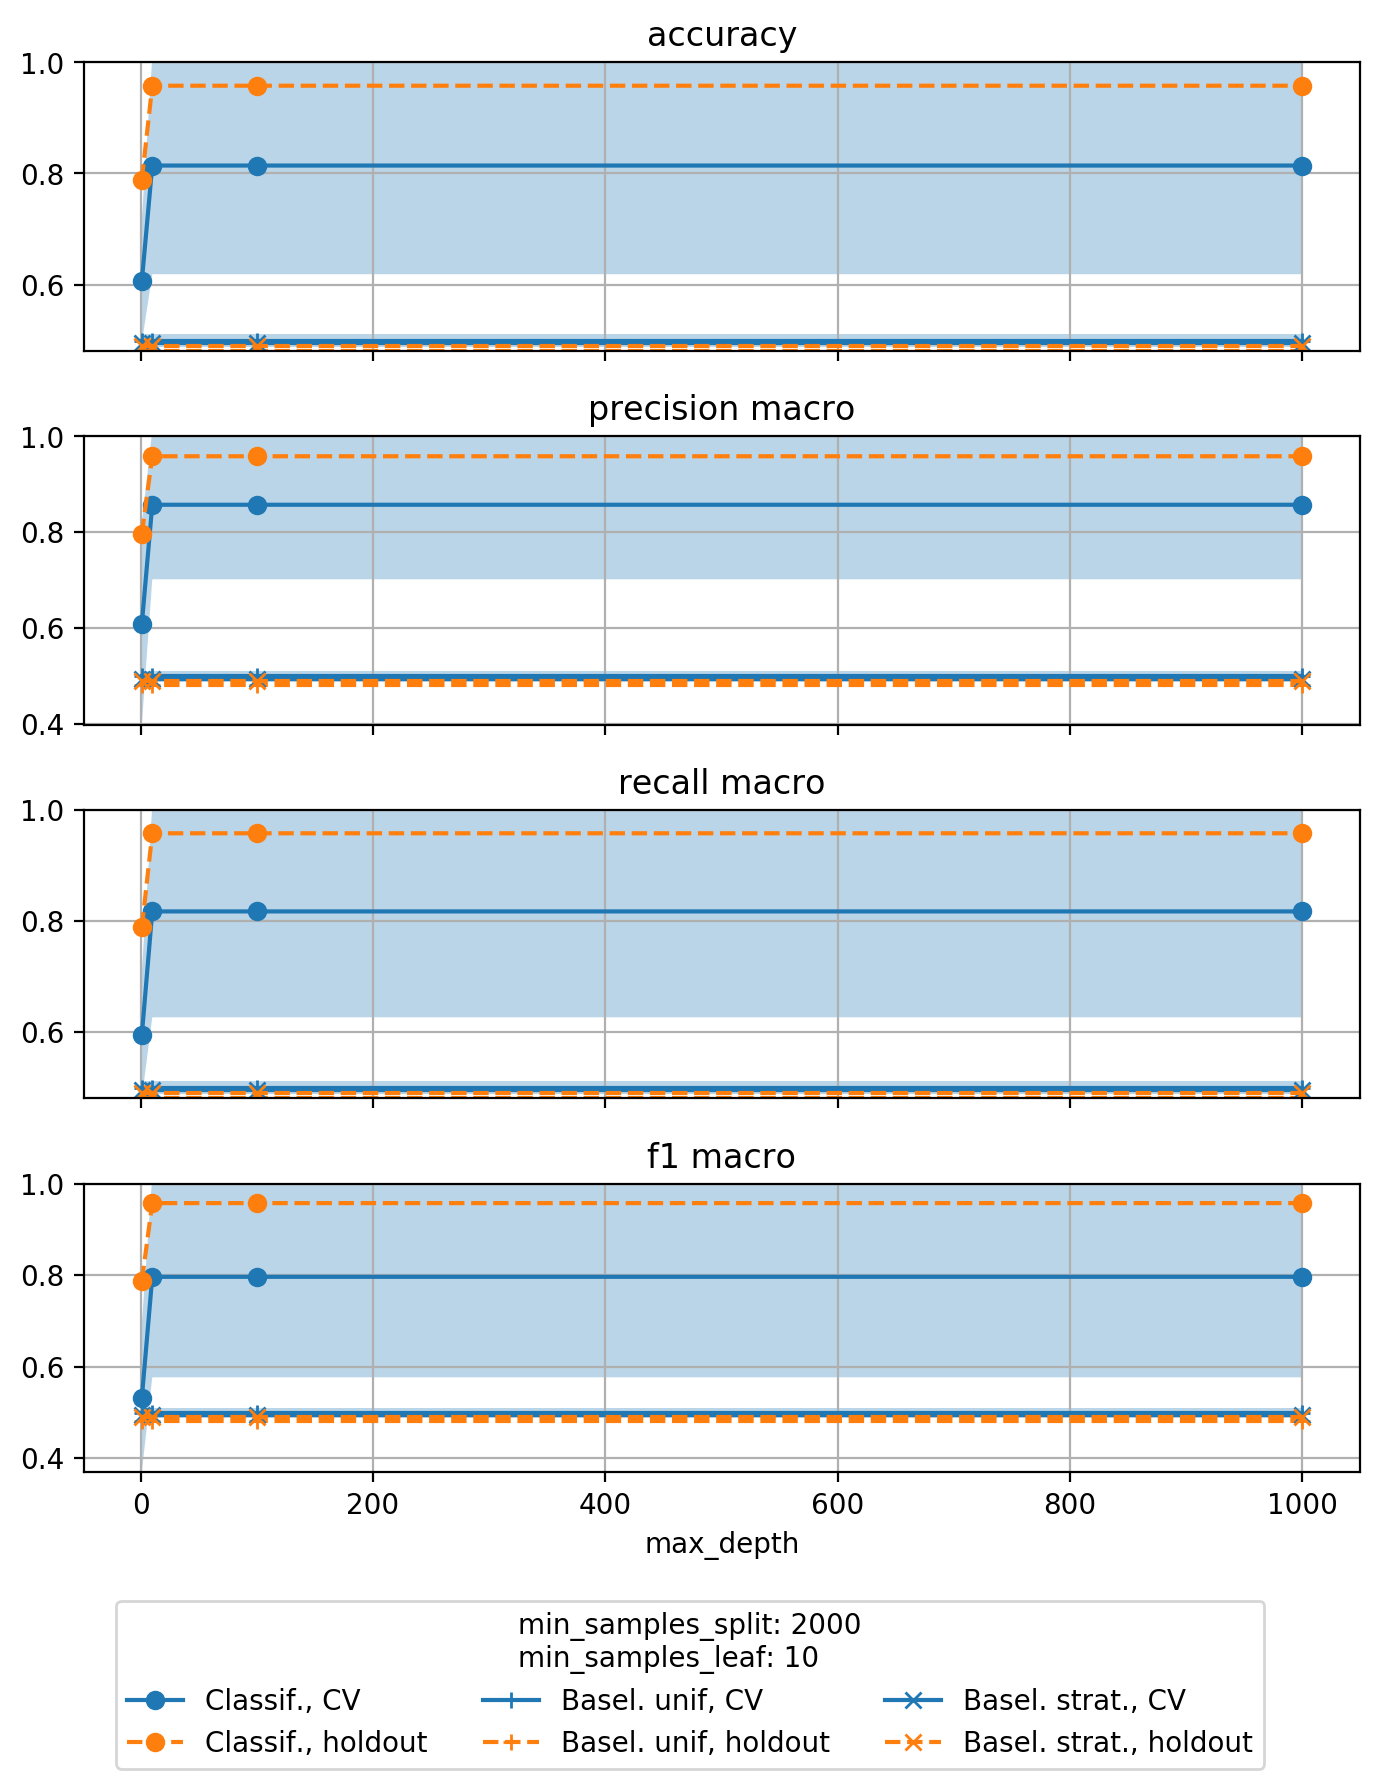 accuracy
1.0
0.8
0.6
precision macro
1.0
0.8
0.6
0.4
recall macro
1.0
0.8
0.6
f1 macro
1.0
0.8
0.6
0.4
0 200 400 600 800 1000
max_depth
min_samples_split: 2000
min_samples_leaf: 10
Classif., CV Basel. unif, CV Basel. strat., CV
Classif., holdout Basel. unif, holdout Basel. strat., holdout